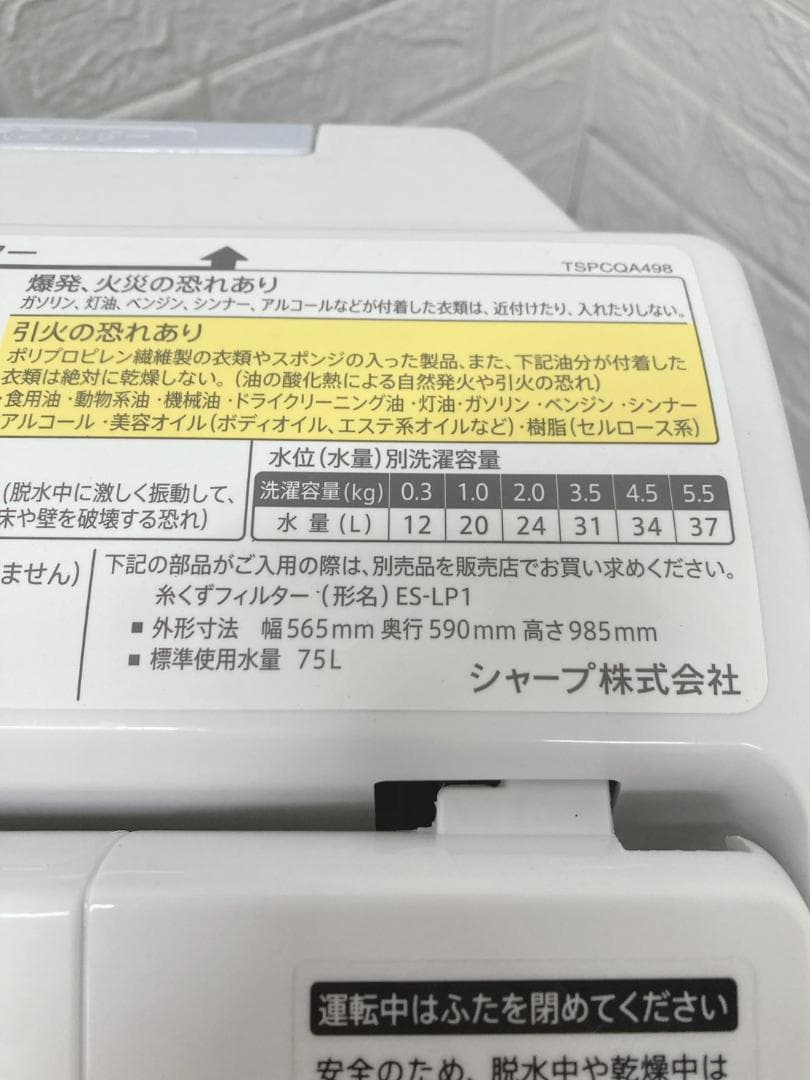 ー
TSPCQA498
爆発、火災の恐れあり
ガソリン、灯油、ベンジン、シンナー、アルコールなどが付着した衣類は、近付けたり、入れたりしない。
引火の恐れあり
ポリプロピレン繊維製の衣類やスポンジの入った製品、また、下記油分が付着した
衣類は絶対に乾燥しない。(油の酸化熱による自然発火や引火の恐れ)
・食用油・動物系油・機械油・ドライクリーニング油・灯油・ガソリン・ベンジン・シンナー
アルコール・美容オイル(ボディオイル、エステ系オイルなど)・樹脂(セルロース系)
(脱水中に激しく振動して、
床や壁を破壊する恐れ)
水位(水量)別洗濯容量
洗濯容量(kg) 0.3 1.0 2.0 3.5 4.5 5.5
水量(L) 12 20 24 31 34 37
ません)
下記の部品がご入用の際は、別売品を販売店でお買い求めください。
糸くずフィルター (形名) ES-LP1
■ 外形寸法 幅565mm 奥行590mm 高さ985mm
■ 標準使用水量 75L
シャープ株式会社
運転中はふたを閉めてください
安全のため、脱水中や乾燥中は